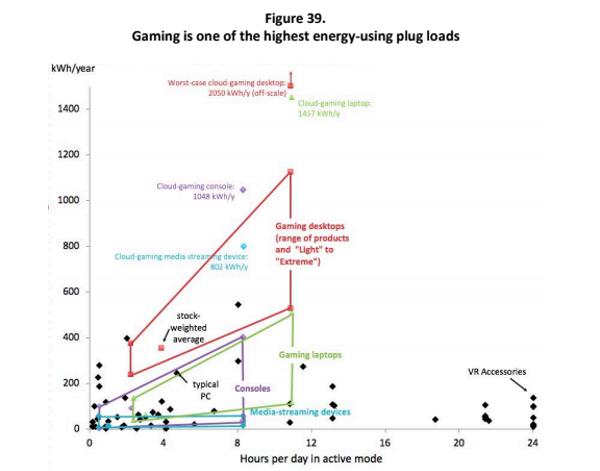 Figure 39.
Gaming is one of the highest energy-using plug loads
kWh/year
Worst-case cloud-gaming desktop:
2050 kWh/y (off-scale)
Cloud-gaming laptop:
1457 kWh/y
1400
1200
Cloud-gaming console:
1048 kWh/y
1000
Gaming desktops
(range of products
and "Light" to
"Extreme")
800
Cloud-gaming media streaming device:
802 kWh/y
600
stock-
weighted
average
400
Gaming laptops
VR Accessories
typical
PC
200
Consoles
Media-streaming devices
0
0 4 8 12 16 20 24
Hours per day in active mode